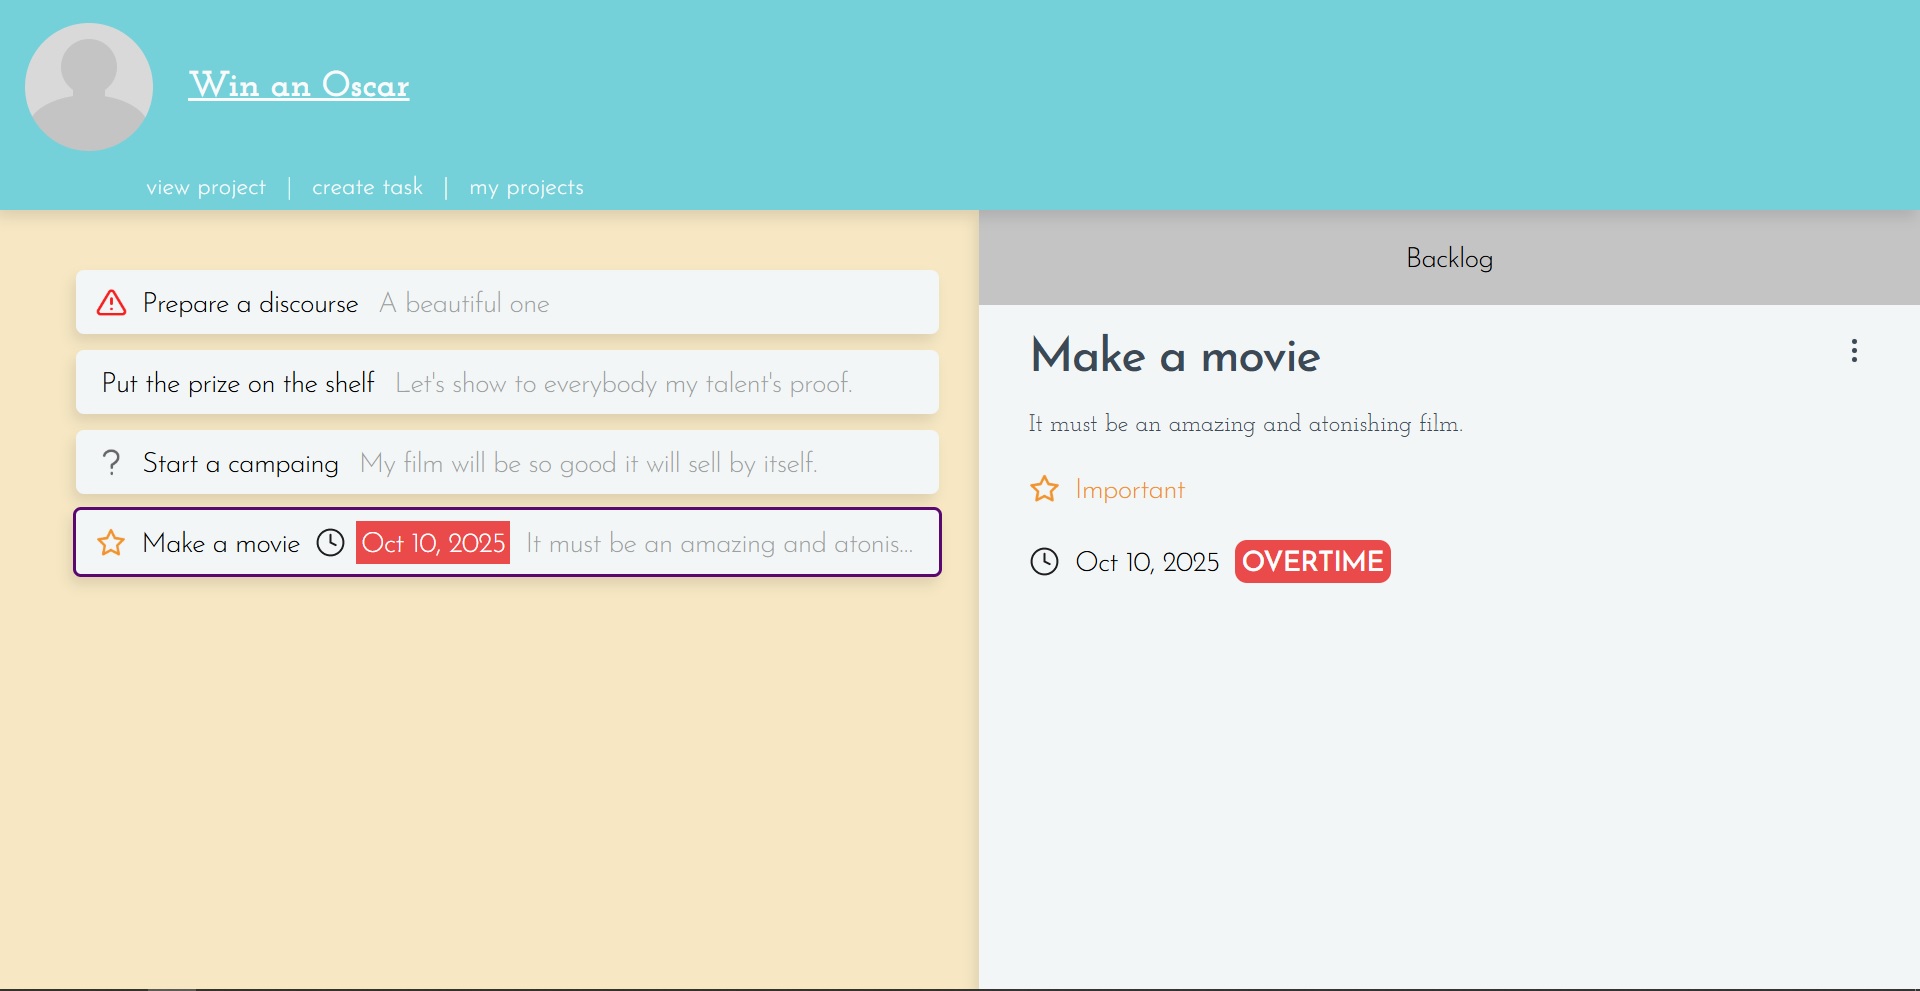 Win an Oscar
view project | create task | my projects
Prepare a discourse A beautiful one
Put the prize on the shelf Let's show to everybody my talent's proof.
? Start a campaing My film will be so good it will sell by itself.
Make a movie Oct 10, 2025 It must be an amazing and atonis...
Backlog
Make a movie
It must be an amazing and atonishing film.
Important
Oct 10, 2025 OVERTIME